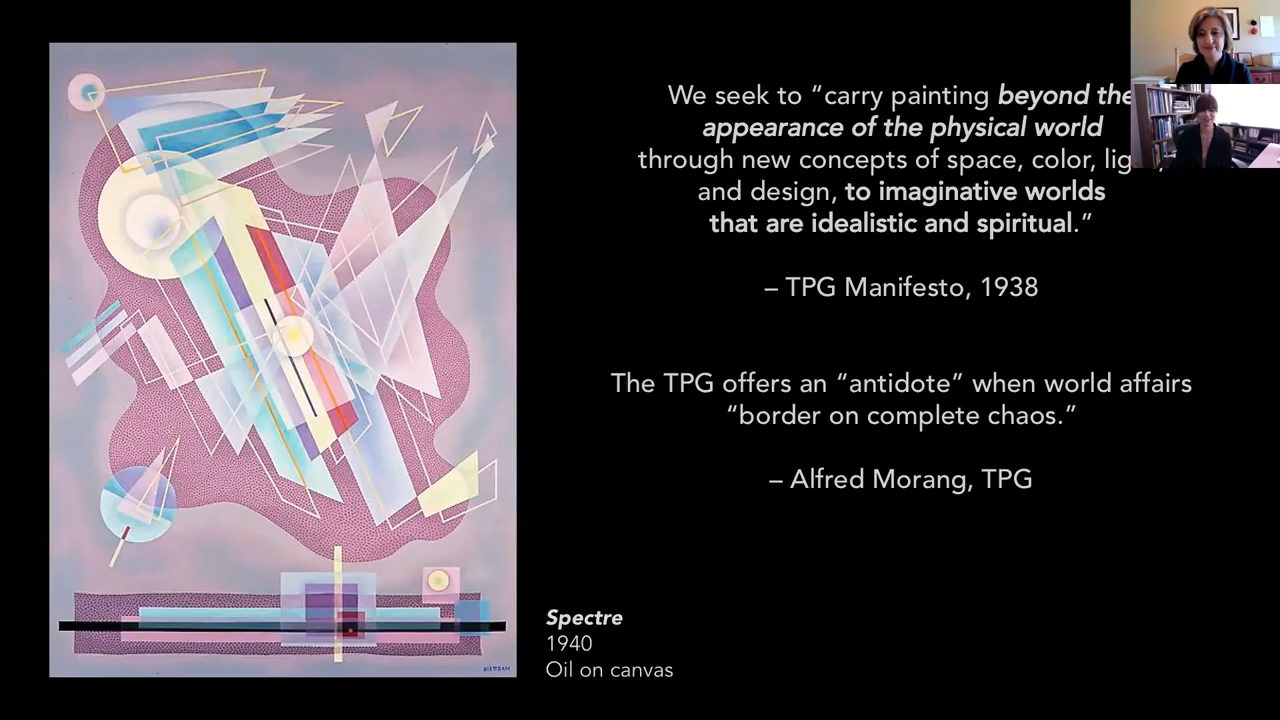 We seek to “carry painting beyond the
appearance of the physical world
through new concepts of space, color,
and design, to imaginative worlds
that are idealistic and spiritual.”
– TPG Manifesto, 1938
The TPG offers an “antidote” when world affairs
“border on complete chaos.”
– Alfred Morang, TPG
Spectre
1940
Oil on canvas